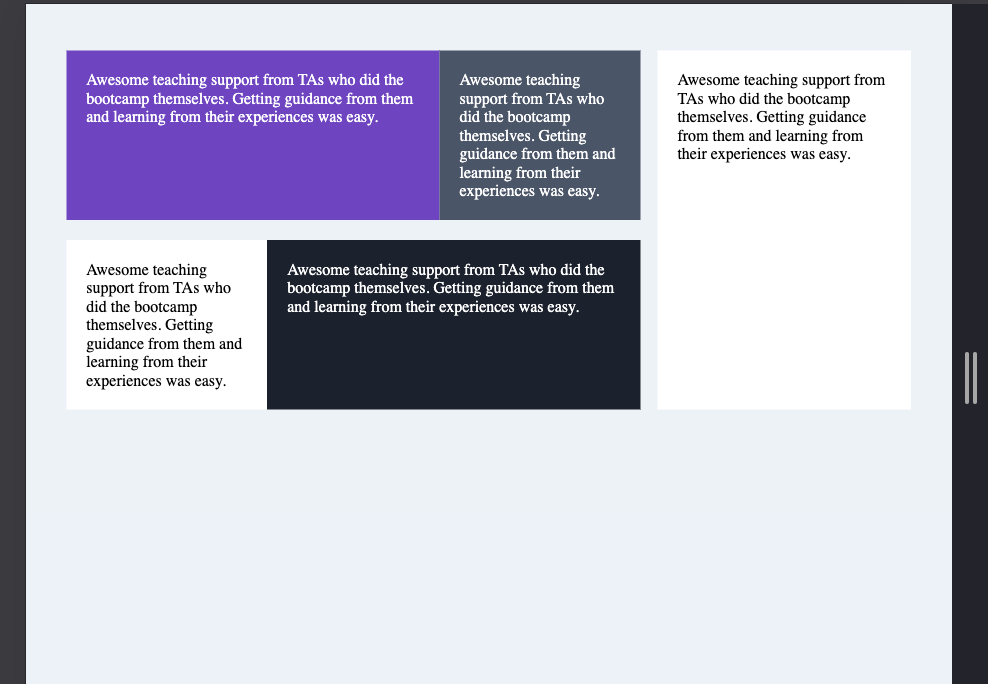 Awesome teaching support from TAs who did the
bootcamp themselves. Getting guidance from them
and learning from their experiences was easy.
Awesome teaching
support from TAs who
did the bootcamp
themselves. Getting
guidance from them and
learning from their
experiences was easy.
Awesome teaching support from
TAs who did the bootcamp
themselves. Getting guidance
from them and learning from
their experiences was easy.
Awesome teaching
support from TAs who
did the bootcamp
themselves. Getting
guidance from them and
learning from their
experiences was easy.
Awesome teaching support from TAs who did the
bootcamp themselves. Getting guidance from them
and learning from their experiences was easy.